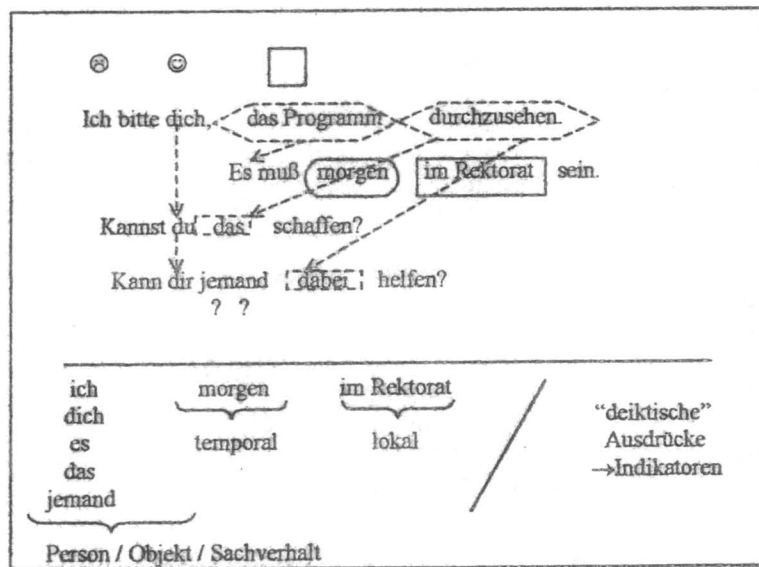 Ich bitte dich, das Programm durchzusehen.
Es muß morgen im Rektorat sein.
Kannst du das schaffen?
Kann dir jemand dabei helfen?
? ?
ich morgen im Rektorat
dich
“deiktische”
es temporal lokal Ausdrücke
das
→Indikatoren
jemand
Person / Objekt / Sachverhalt